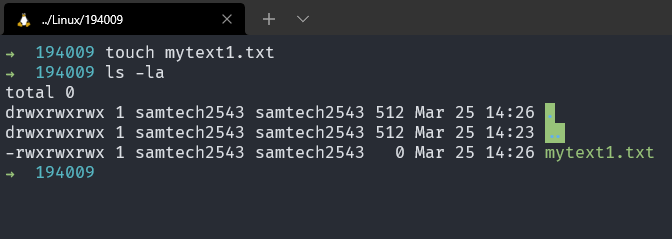 ../Linux/194009
→ 194009 touch mytext1.txt
→ 194009 ls -la
total 0
drwxrwxrwx 1 samtech2543 samtech2543 512 Mar 25 14:26 .
drwxrwxrwx 1 samtech2543 samtech2543 512 Mar 25 14:23 ..
-rwxrwxrwx 1 samtech2543 samtech2543   0 Mar 25 14:26 mytext1.txt
→ 194009